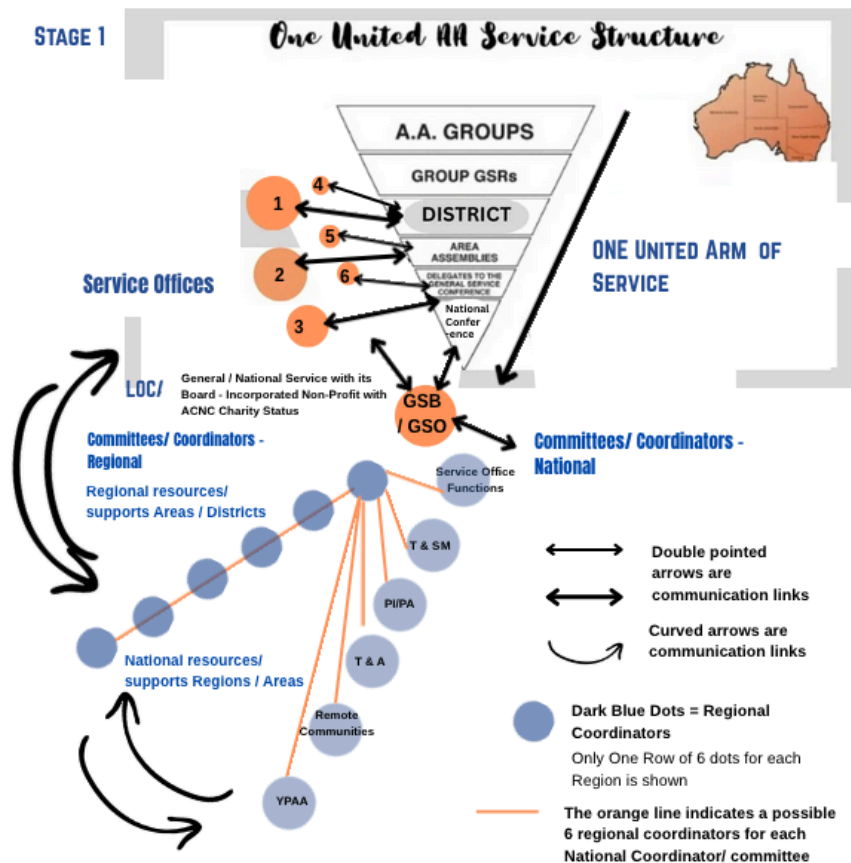 STAGE 1
One United AA Service Structure
A.A. GROUPS
GROUP GSRs
DISTRICT
AREA
ASSEMBLIES
DELEGATES TO THE
GENERAL SERVICE
CONFERENCE
National
Confer
-ence
1
4
5
2
6
3
ONE UNITED ARM OF
SERVICE
Service Offices
LOC/
General / National Service with its
Board - Incorporated Non-Profit with
ACNC Charity Status
GSB
/ GSO
Committees/ Coordinators -
Regional
Regional resources/
supports Areas / Districts
Committees/ Coordinators -
National
Service Office
Functions
T & SM
PI/PA
T & A
Remote
Communities
YPAA
National resources/
supports Regions / Areas
Double pointed
arrows are
communication links
Curved arrows are
communication links
Dark Blue Dots = Regional
Coordinators
Only One Row of 6 dots for each
Region is shown
The orange line indicates a possible
6 regional coordinators for each
National Coordinator/ committee